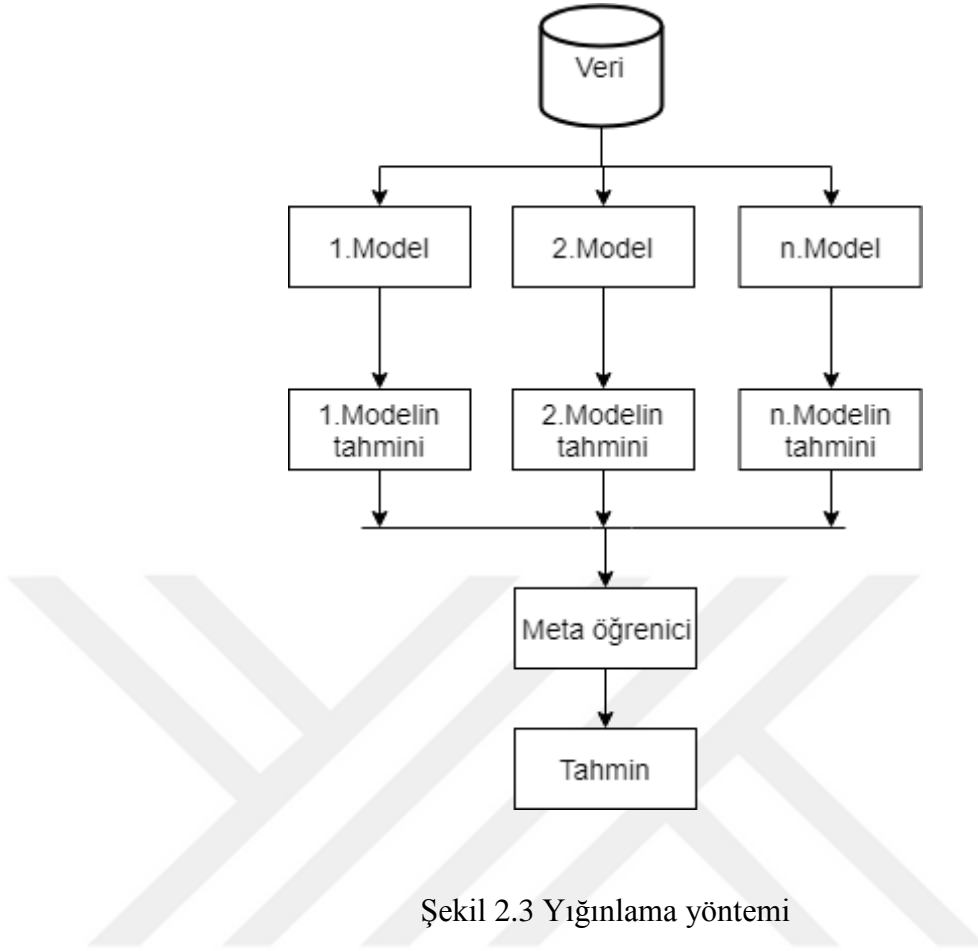 Veri
1.Model
2.Model
n.Model
1.Modelin
tahmini
2.Modelin
tahmini
n.Modelin
tahmini
Meta öğrenici
Tahmin
Şekil 2.3 Yığınlama yöntemi